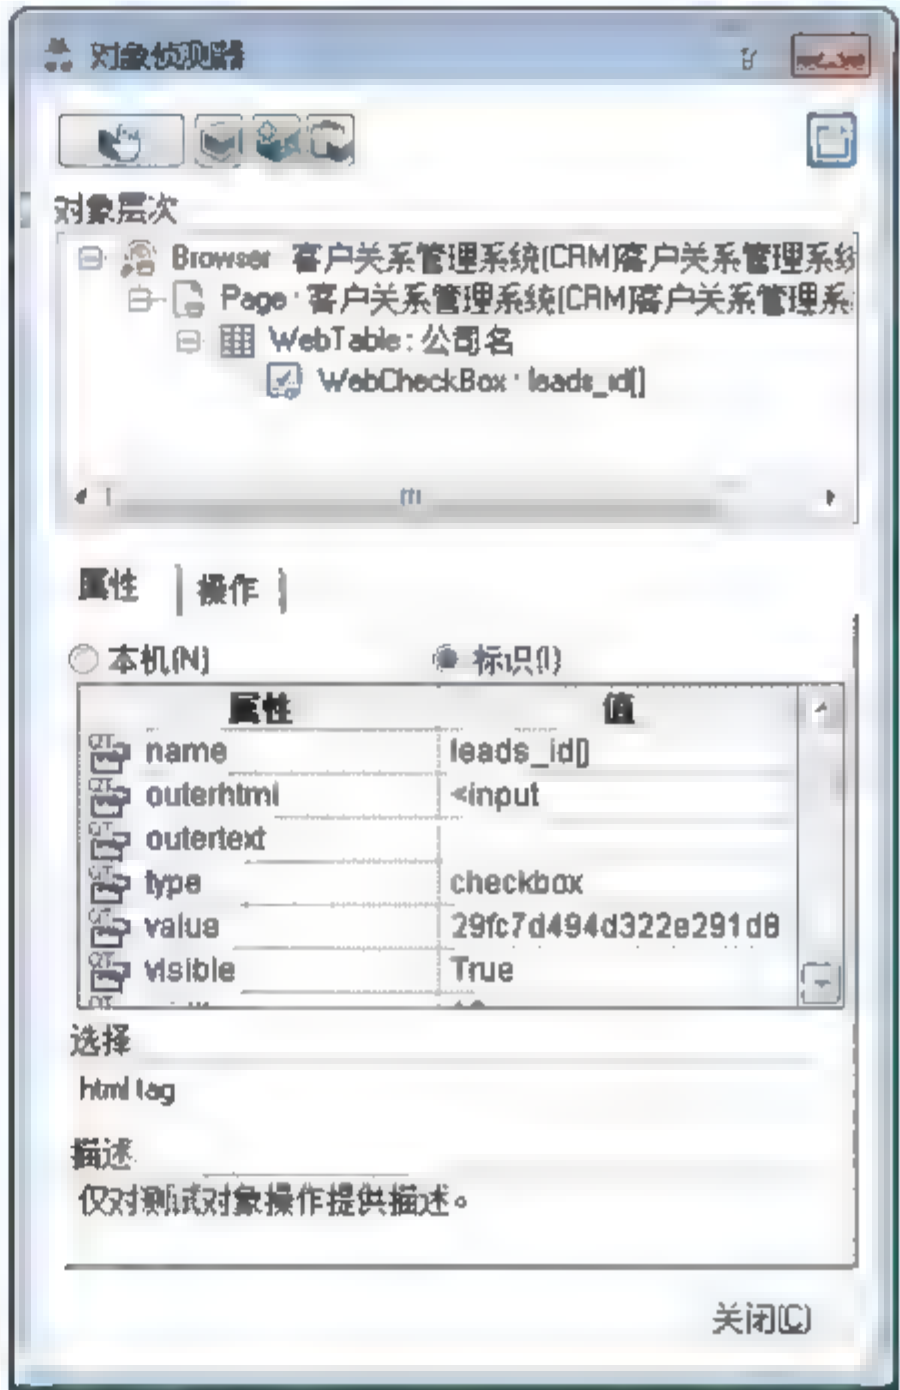 对象侦测器
对象层次
Browser 客户关系管理系统(CRM)客户关系管理系统
Page : 客户关系管理系统(CRM)客户关系管理系
WebTable : 公司名
WebCheckBox : leads_id[]
属性 操作
本机(N) 标识(I)
属性 值
name leads_id[]
outerhtml <input
outertext
type checkbox
value 29fc7d494d322e291d8
visible True
选择
html tag
描述
仅对测试对象操作提供描述。
关闭(C)